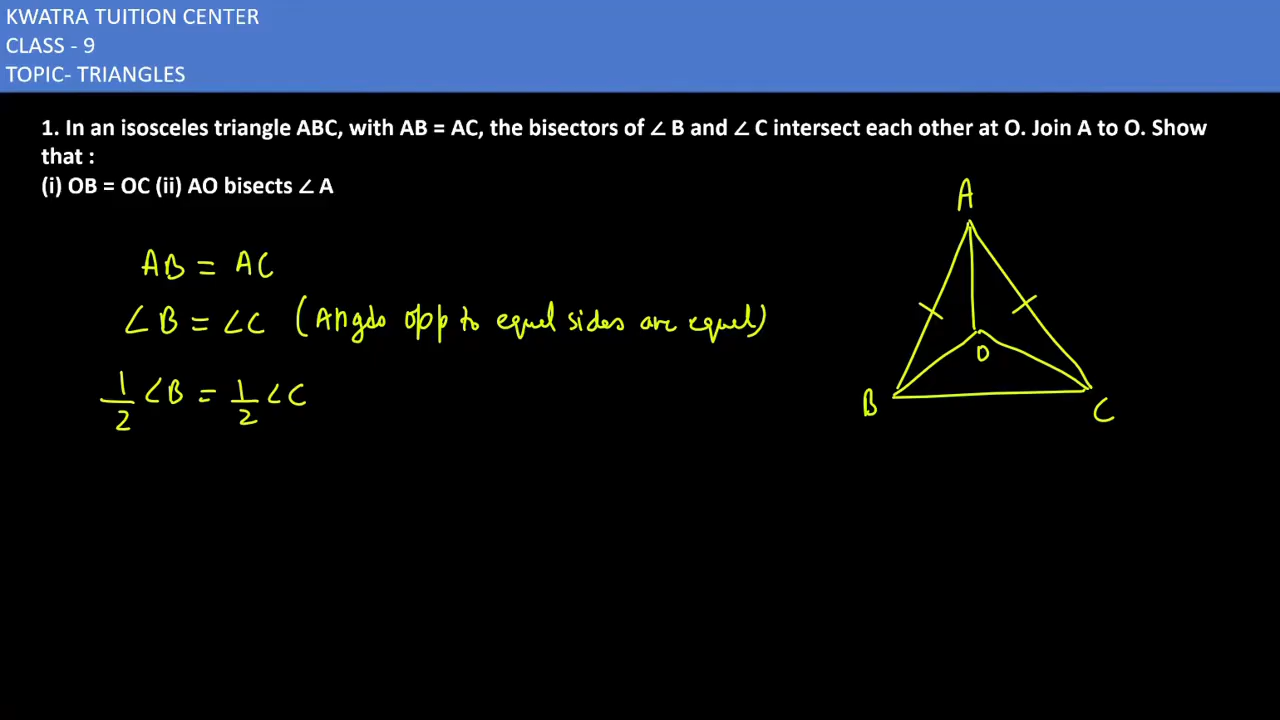 KWATRA TUITION CENTER
CLASS - 9
TOPIC- TRIANGLES
1. In an isosceles triangle ABC, with AB = AC, the bisectors of ∠ B and ∠ C intersect each other at O. Join A to O. Show
that :
(i) OB = OC (ii) AO bisects ∠ A
A
AB = AC
∠B = ∠C (Angdo opp to equal sides are equal)
O
1/2 ∠B = 1/2 ∠C
B
C